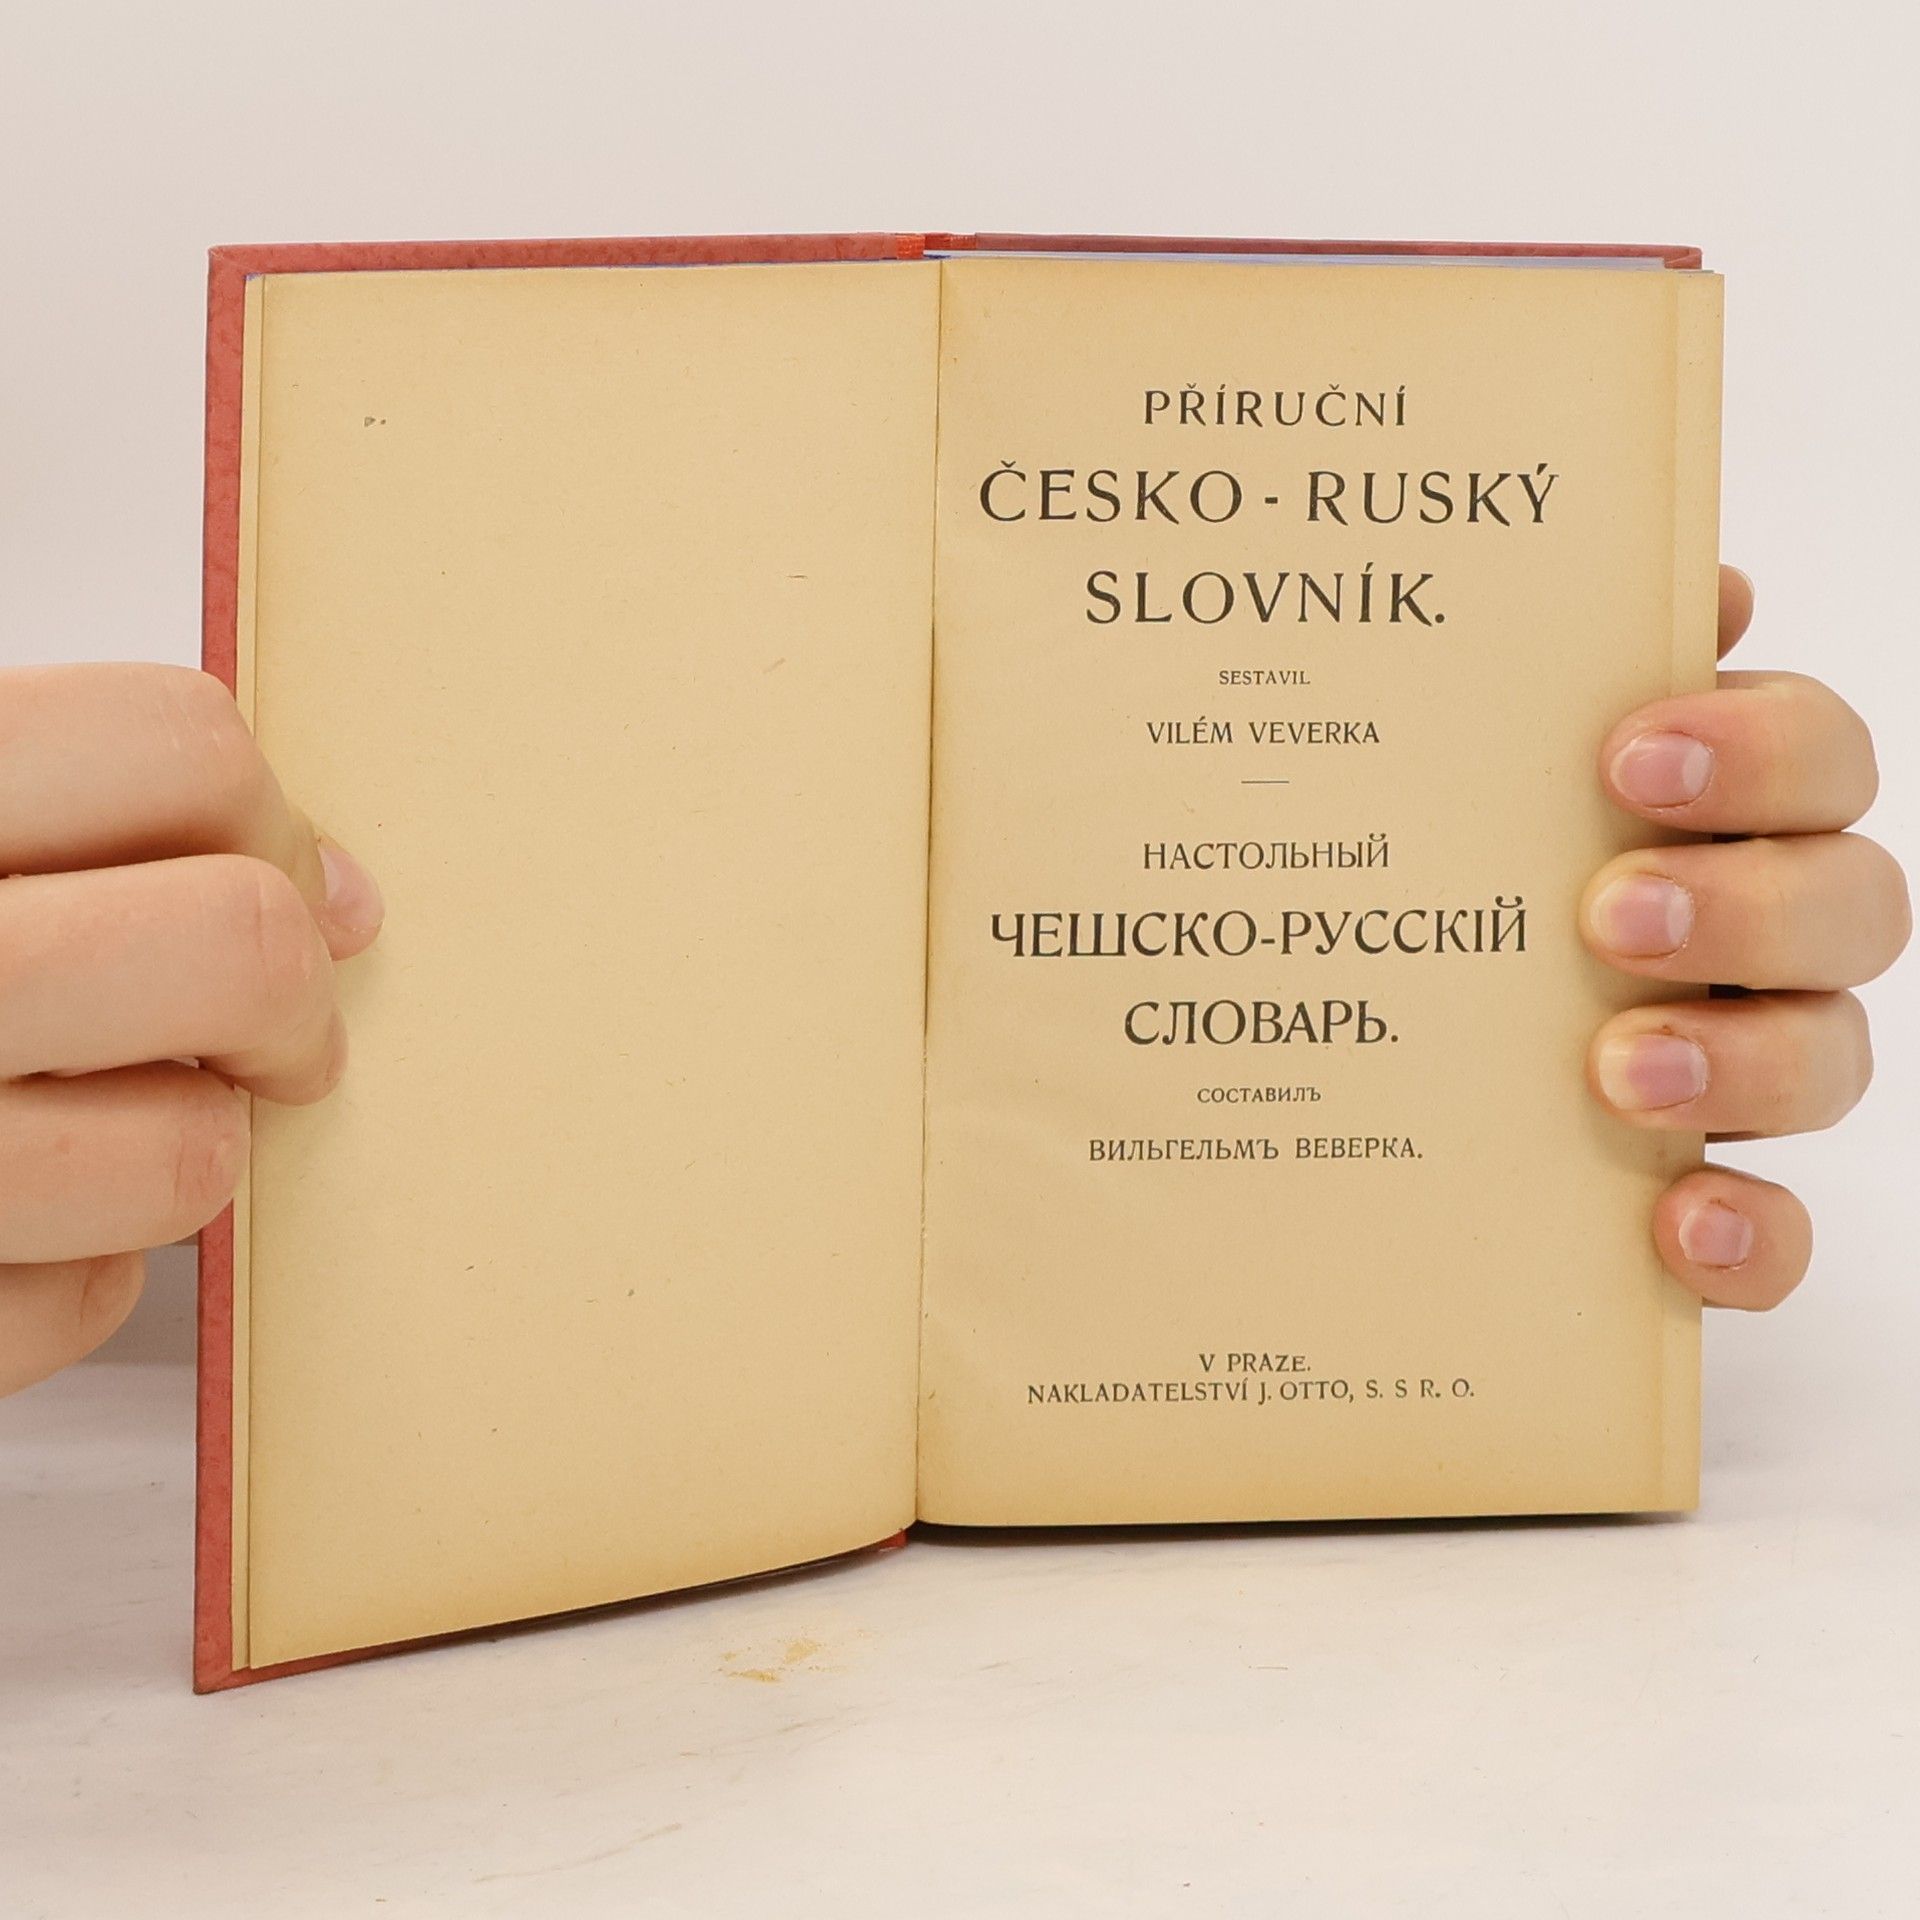 PŘÍRUČNÍ
ČESKO - RUSKÝ
SLOVNÍK.
SESTAVIL
VILÉM VEVERKA
НАСТОЛЬНЫЙ
ЧЕШСКО-РУССКІЙ
СЛОВАРЬ.
СОСТАВИЛЪ
ВИЛЬГЕЛЬМЪ ВЕВЕРКА.
V PRAZE.
NAKLADATELSTVÍ J. OTTO, S. S R. O.